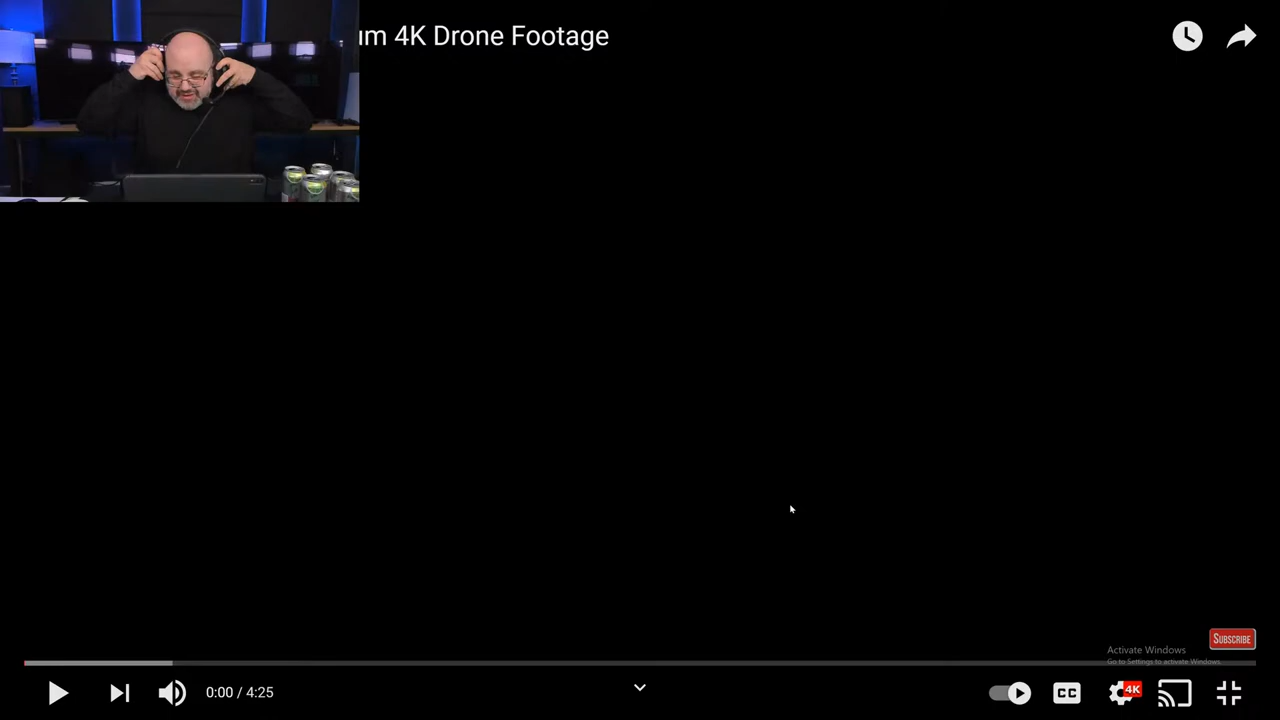 um 4K Drone Footage
SUBSCRIBE
Activate Windows
Go to Settings to activate Windows.
0:00 / 4:25
CC
4K